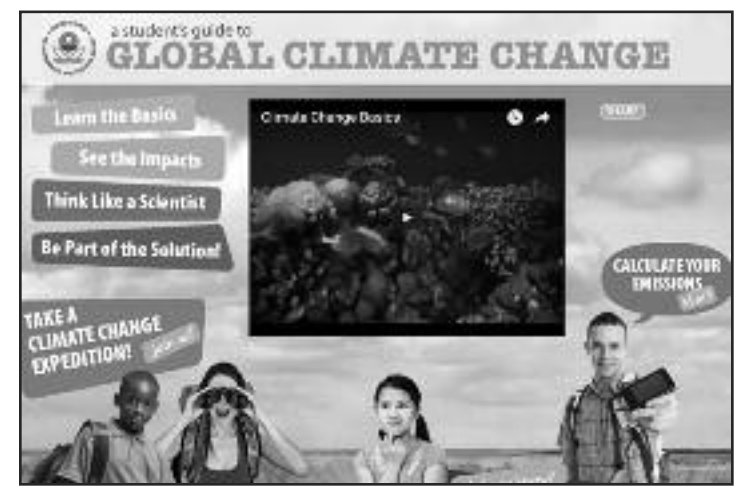 a student's guide to
GLOBAL CLIMATE CHANGE
Learn the Basics
See the Impacts
Think Like a Scientist
Be Part of the Solution!
Climate Change Basics
TAKE A
CLIMATE CHANGE
EXPEDITION!
CALCULATE YOUR
EMISSIONS